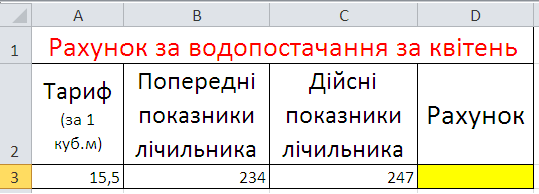 A B C D
1 Рахунок за водопостачання за квітень
Тариф Попередні Дійсні
(за 1 показники показники Рахунок
куб.м) лічильника лічильника
2
3 15,5 234 247